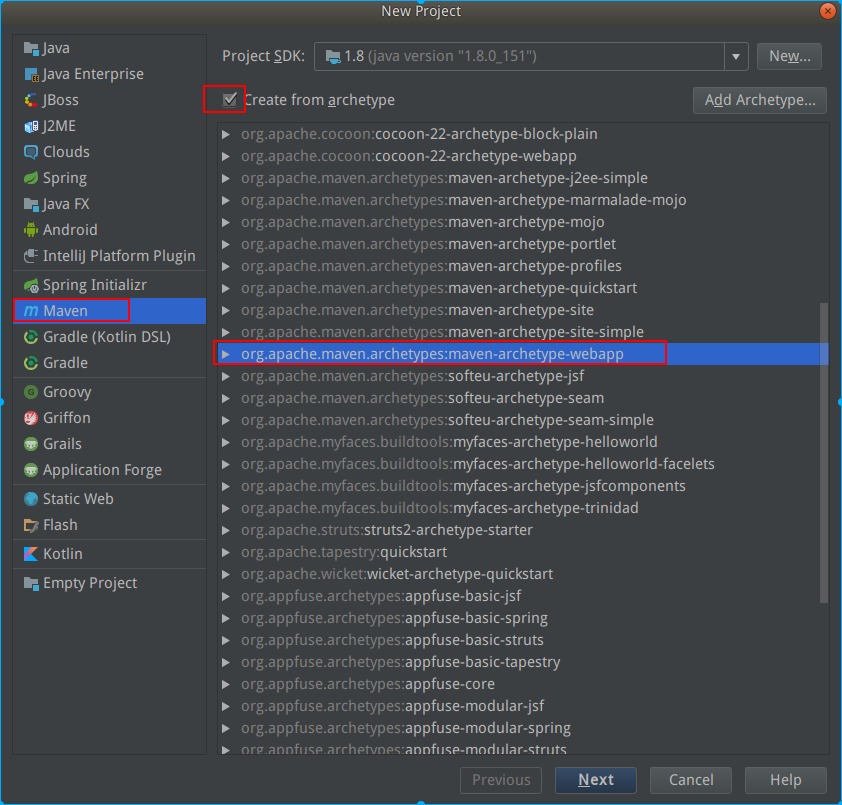 New Project
Java
Java Enterprise
JBoss
J2ME
Clouds
Spring
Java FX
Android
IntelliJ Platform Plugin
Spring Initializr
Maven
Gradle (Kotlin DSL)
Gradle
Groovy
Griffon
Grails
Application Forge
Static Web
Flash
Kotlin
Empty Project
Project SDK: 1.8 (java version "1.8.0_151") New...
Create from archetype Add Archetype...
org.apache.cocoon:cocoon-22-archetype-block-plain
org.apache.cocoon:cocoon-22-archetype-webapp
org.apache.maven.archetypes:maven-archetype-j2ee-simple
org.apache.maven.archetypes:maven-archetype-marmalade-mojo
org.apache.maven.archetypes:maven-archetype-mojo
org.apache.maven.archetypes:maven-archetype-portlet
org.apache.maven.archetypes:maven-archetype-profiles
org.apache.maven.archetypes:maven-archetype-quickstart
org.apache.maven.archetypes:maven-archetype-site
org.apache.maven.archetypes:maven-archetype-site-simple
org.apache.maven.archetypes:maven-archetype-webapp
org.apache.maven.archetypes:softeu-archetype-jsf
org.apache.maven.archetypes:softeu-archetype-seam
org.apache.maven.archetypes:softeu-archetype-seam-simple
org.apache.myfaces.buildtools:myfaces-archetype-helloworld
org.apache.myfaces.buildtools:myfaces-archetype-helloworld-facelets
org.apache.myfaces.buildtools:myfaces-archetype-jsfcomponents
org.apache.myfaces.buildtools:myfaces-archetype-trinidad
org.apache.struts:struts2-archetype-starter
org.apache.tapestry:quickstart
org.apache.wicket:wicket-archetype-quickstart
org.appfuse.archetypes:appfuse-basic-jsf
org.appfuse.archetypes:appfuse-basic-spring
org.appfuse.archetypes:appfuse-basic-struts
org.appfuse.archetypes:appfuse-basic-tapestry
org.appfuse.archetypes:appfuse-core
org.appfuse.archetypes:appfuse-modular-jsf
org.appfuse.archetypes:appfuse-modular-spring
org.appfuse.archetypes:appfuse-modular-struts
Previous Next Cancel Help